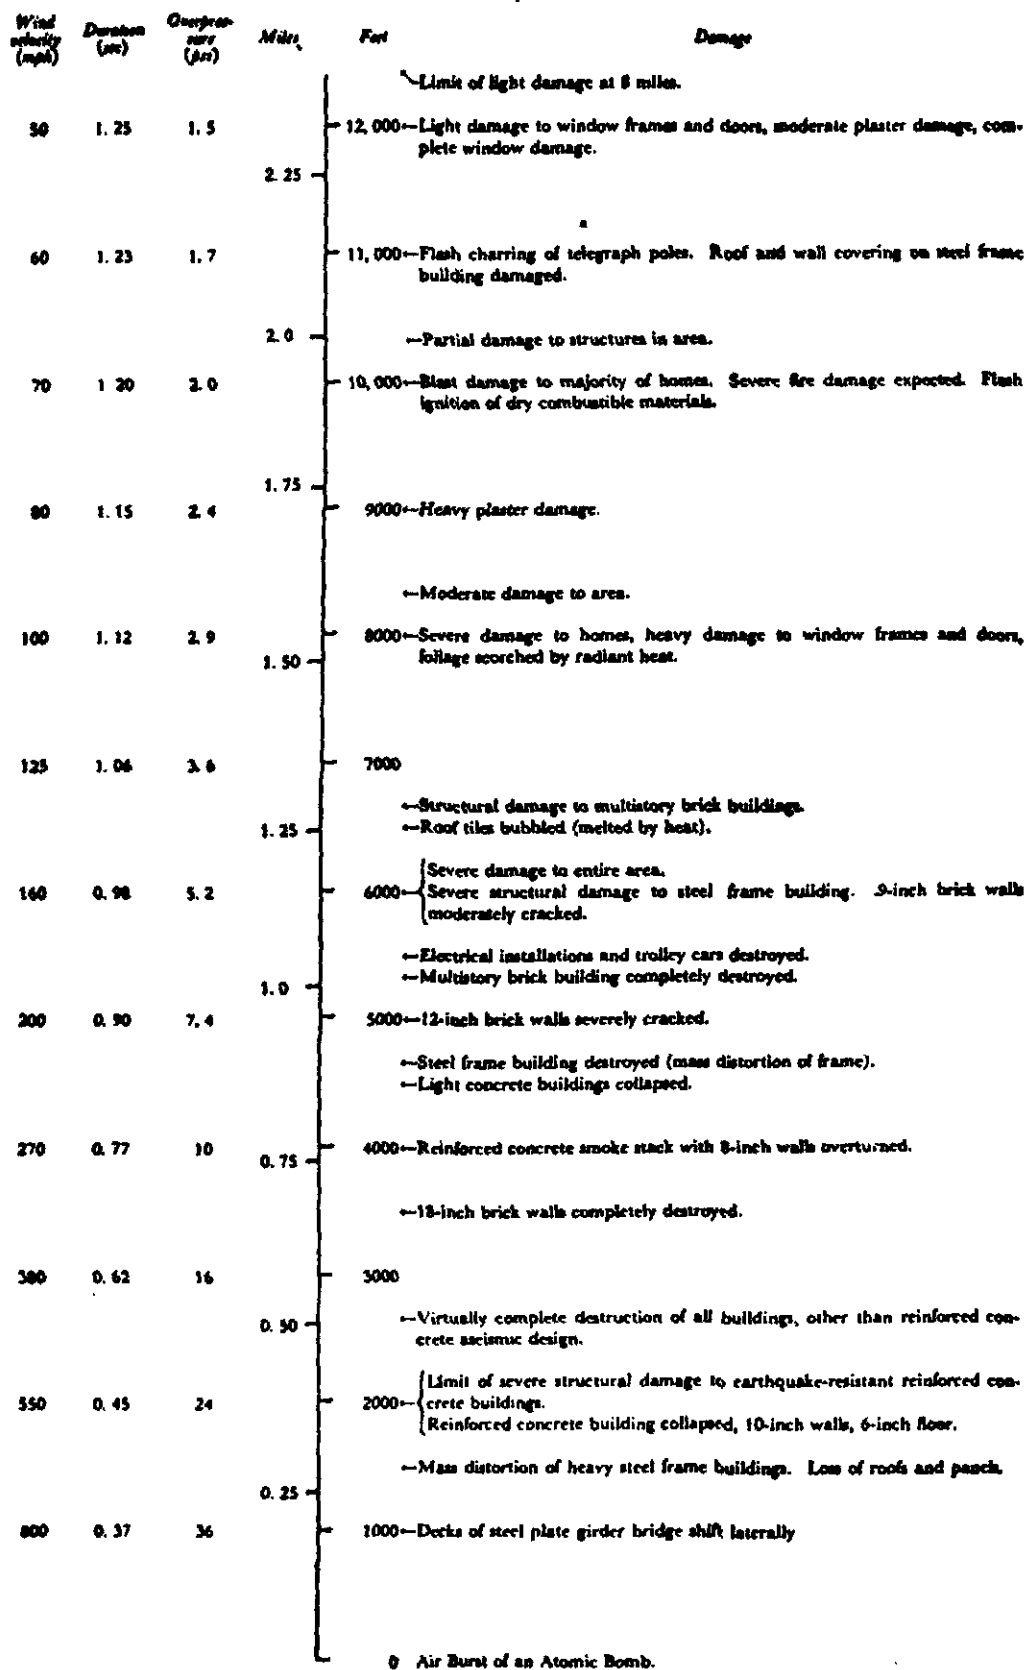 Wind velocity (mph) Duration (sec) Overpressure (psi) Miles Feet Damage
Limit of light damage at 8 miles.
50 1.25 1.5 12,000 Light damage to window frames and doors, moderate plaster damage, com-
plete window damage.
2.25
60 1.23 1.7 11,000 Flash charring of telegraph poles. Roof and wall covering on steel frame
building damaged.
2.0 Partial damage to structures in area.
70 1 20 2.0 10,000 Blast damage to majority of homes. Severe fire damage expected. Flash
ignition of dry combustible materials.
1.75
80 1.15 2.4 9000 Heavy plaster damage.
Moderate damage to area.
100 1.12 2.9 8000 Severe damage to homes, heavy damage to window frames and doors,
foliage scorched by radiant heat.
1.50
125 1.06 3.6 7000
Structural damage to multistory brick buildings.
1.25 Roof tiles bubbled (melted by heat).
Severe damage to entire area.
160 0.98 5.2 6000 Severe structural damage to steel frame building. 9-inch brick walls
moderately cracked.
Electrical installations and trolley cars destroyed.
Multistory brick building completely destroyed.
1.0
200 0.90 7.4 5000 12-inch brick walls severely cracked.
Steel frame building destroyed (mass distortion of frame).
Light concrete buildings collapsed.
270 0.77 10 4000 Reinforced concrete smoke stack with 8-inch walls overturned.
0.75
18-inch brick walls completely destroyed.
380 0.62 16 3000
0.50 Virtually complete destruction of all buildings, other than reinforced con-
crete aseismic design.
Limit of severe structural damage to earthquake-resistant reinforced con-
550 0.45 24 2000 crete buildings.
Reinforced concrete building collapsed, 10-inch walls, 6-inch floor.
Mass distortion of heavy steel frame buildings. Loss of roofs and panels.
0.25
800 0.37 36 1000 Decks of steel plate girder bridge shift laterally
0 Air Burst of an Atomic Bomb.